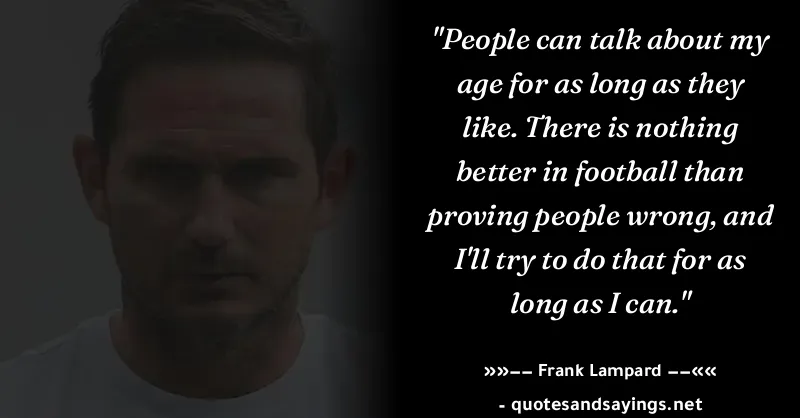 "People can talk about my
age for as long as they
like. There is nothing
better in football than
proving people wrong, and
I'll try to do that for as
long as I can."
»»−− Frank Lampard −−««
- quotesandsayings.net